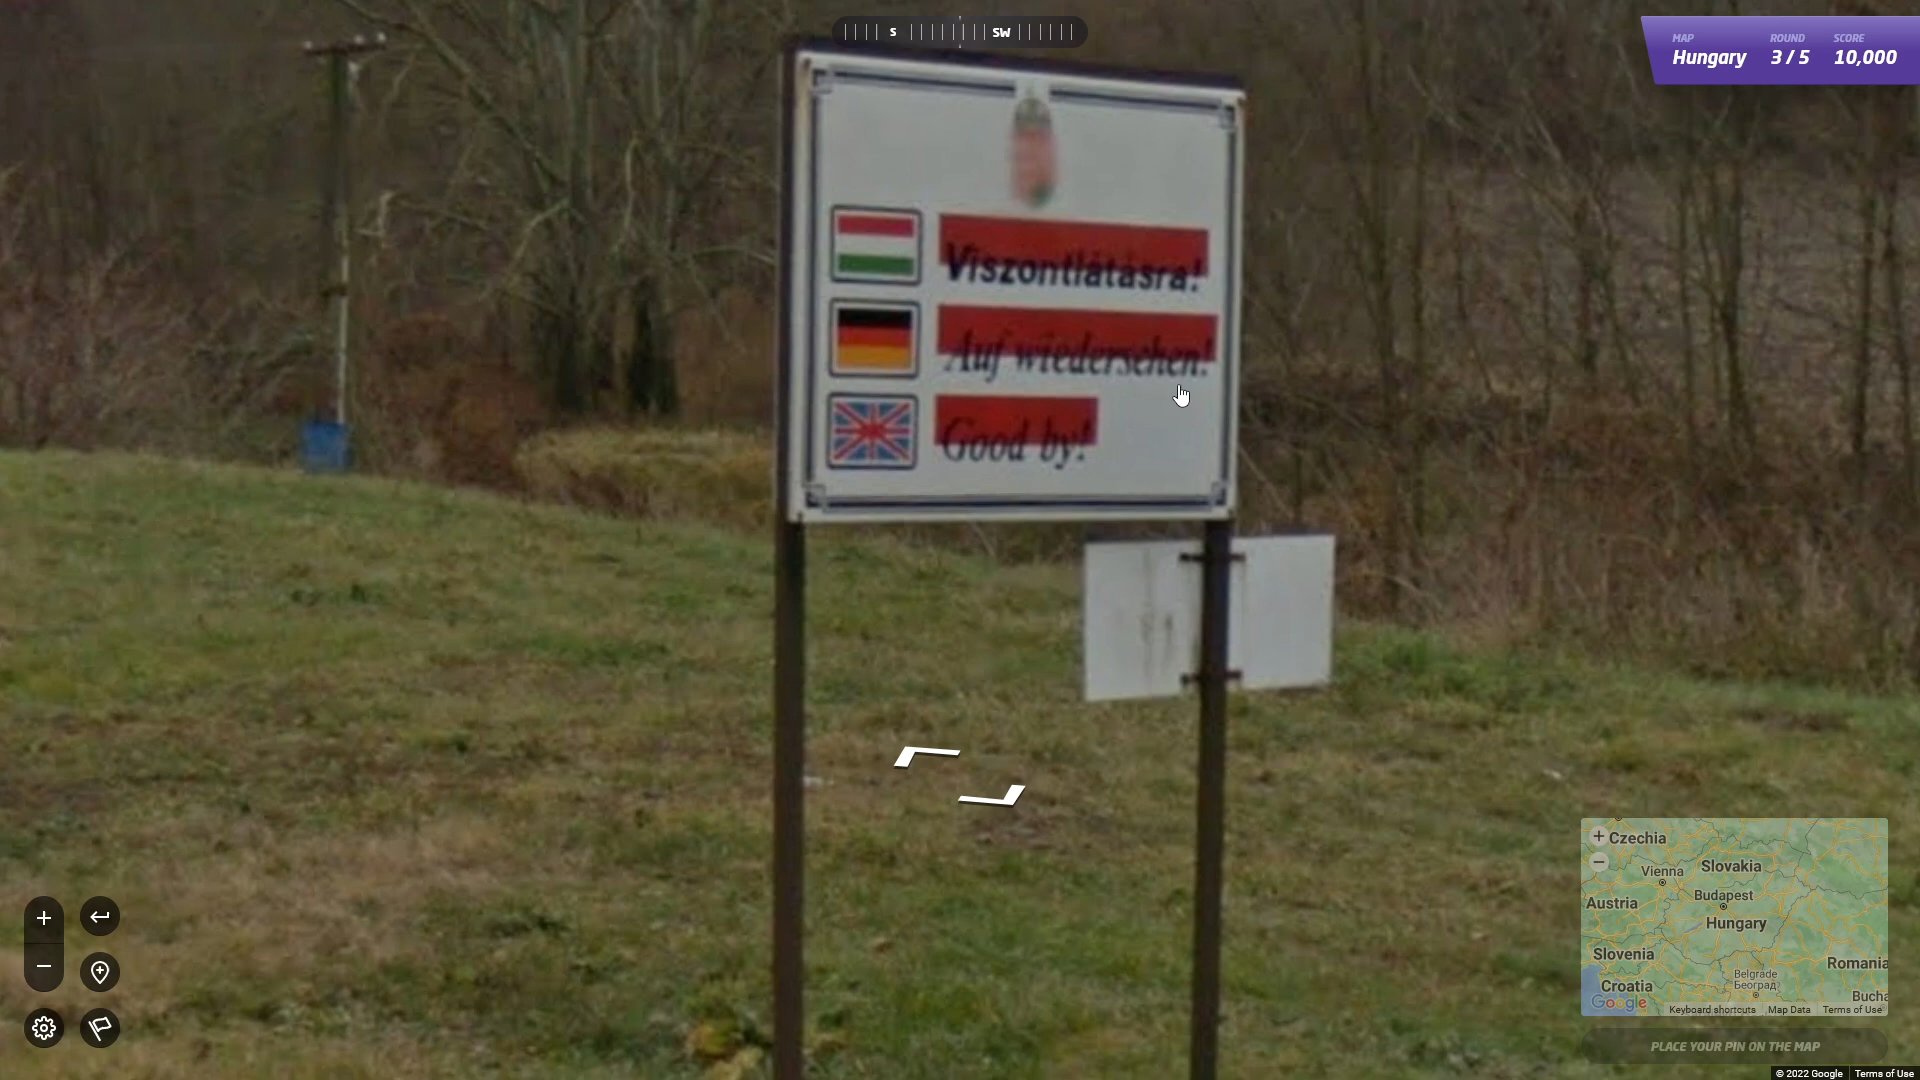 S SW
MAP ROUND SCORE
Hungary 3 / 5 10,000
Viszontlátásra!
Auf wiedersehen!
Good by!
Czechia
Slovakia
Vienna
Budapest
Austria
Hungary
Slovenia
Romania
Belgrade
Београд
Croatia
Bucha
Google
Keyboard shortcuts Map Data Terms of Use
PLACE YOUR PIN ON THE MAP
© 2022 Google Terms of Use